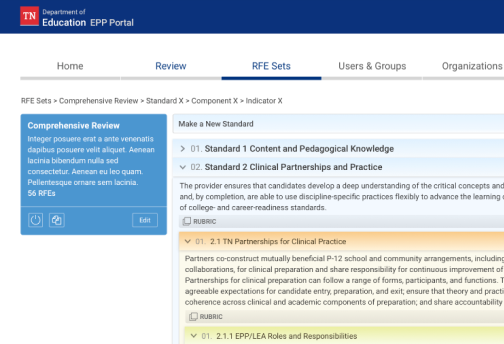 TN
Department of
Education EPP Portal
Home Review RFE Sets Users & Groups Organizations
RFE Sets > Comprehensive Review > Standard X > Component X > Indicator X
Comprehensive Review
Integer posuere erat a ante venenatis
dapibus posuere velit aliquet. Aenean
lacinia bibendum nulla sed
consectetur. Aenean eu leo quam.
Pellentesque ornare sem lacinia.
56 RFEs
Edit
Make a New Standard
01. Standard 1 Content and Pedagogical Knowledge
02. Standard 2 Clinical Partnerships and Practice
The provider ensures that candidates develop a deep understanding of the critical concepts and
and, by completion, are able to use discipline-specific practices flexibly to advance the learning
of college- and career-readiness standards.
RUBRIC
01. 2.1 TN Partnerships for Clinical Practice
Partners co-construct mutually beneficial P-12 school and community arrangements, including
collaborations, for clinical preparation and share responsibility for continuous improvement of
Partnerships for clinical preparation can follow a range of forms, participants, and functions. T
agreeable expectations for candidate entry, preparation, and exit; ensure that theory and practi
coherence across clinical and academic components of preparation; and share accountability
RUBRIC
01. 2.1.1 EPP/LEA Roles and Responsibilities